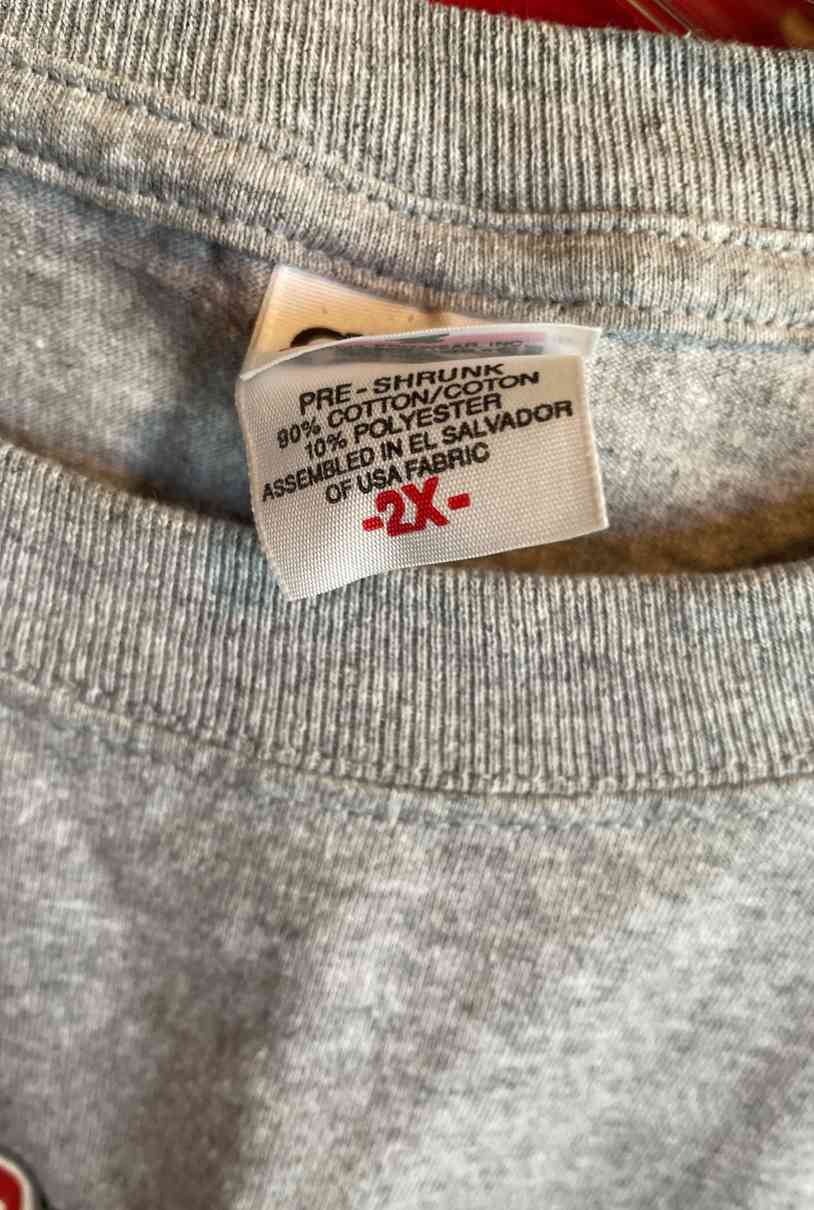 PRE-SHRUNK
90% COTTON/COTON
10% POLYESTER
ASSEMBLED IN EL SALVADOR
OF USA FABRIC
-2X-